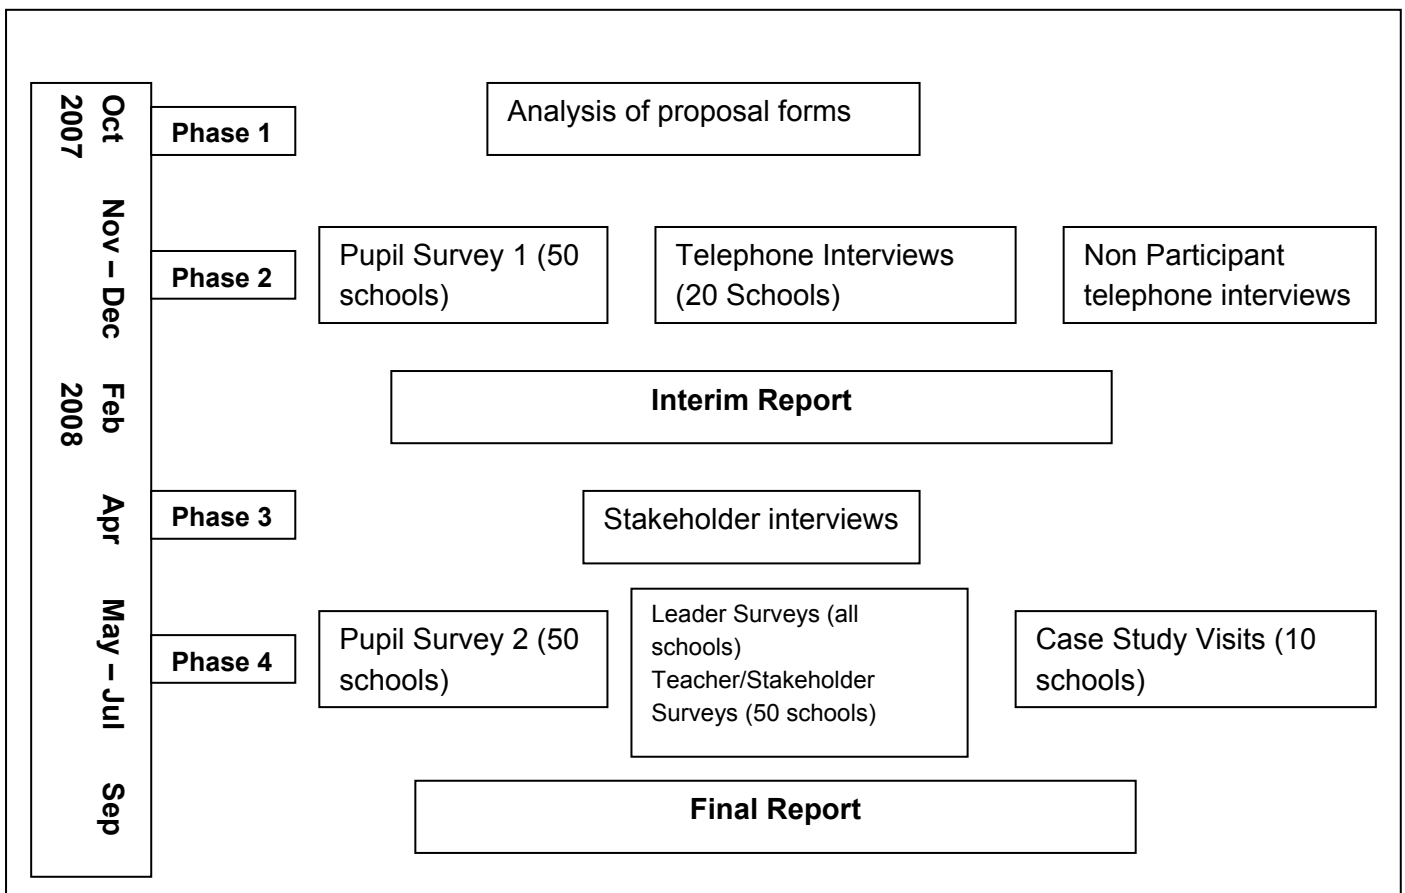 Oct
2007
Phase 1
Analysis of proposal forms
Nov – Dec
Phase 2
Pupil Survey 1 (50
schools)
Telephone Interviews
(20 Schools)
Non Participant
telephone interviews
Feb
2008
Interim Report
Apr
Phase 3
Stakeholder interviews
May – Jul
Phase 4
Pupil Survey 2 (50
schools)
Leader Surveys (all
schools)
Teacher/Stakeholder
Surveys (50 schools)
Case Study Visits (10
schools)
Sep
Final Report